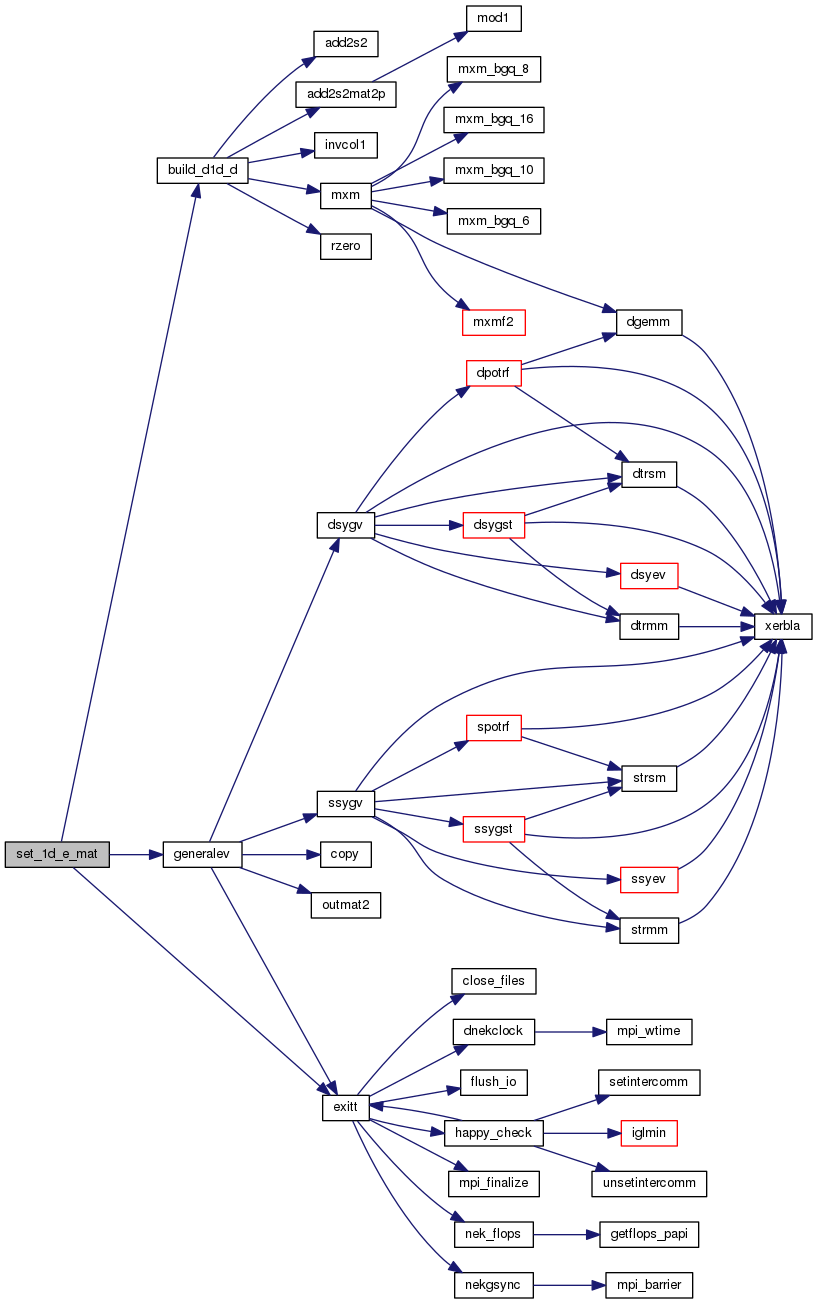 mod1
add2s2
mxm_bgq_8
add2s2mat2p
mxm_bgq_16
invcol1
build_d1d_d
mxm_bgq_10
mxm
mxm_bgq_6
rzero
mxmf2
dgemm
dpotrf
dtrsm
dsygv
dsygst
dsyev
dtrmm
xerbla
spotrf
strsm
ssygv
ssygst
set_1d_e_mat
generalev
copy
ssyev
outmat2
strmm
close_files
dnekclock
mpi_wtime
flush_io
setintercomm
exitt
happy_check
iglmin
mpi_finalize
unsetintercomm
nek_flops
getflops_papi
nekgsync
mpi_barrier